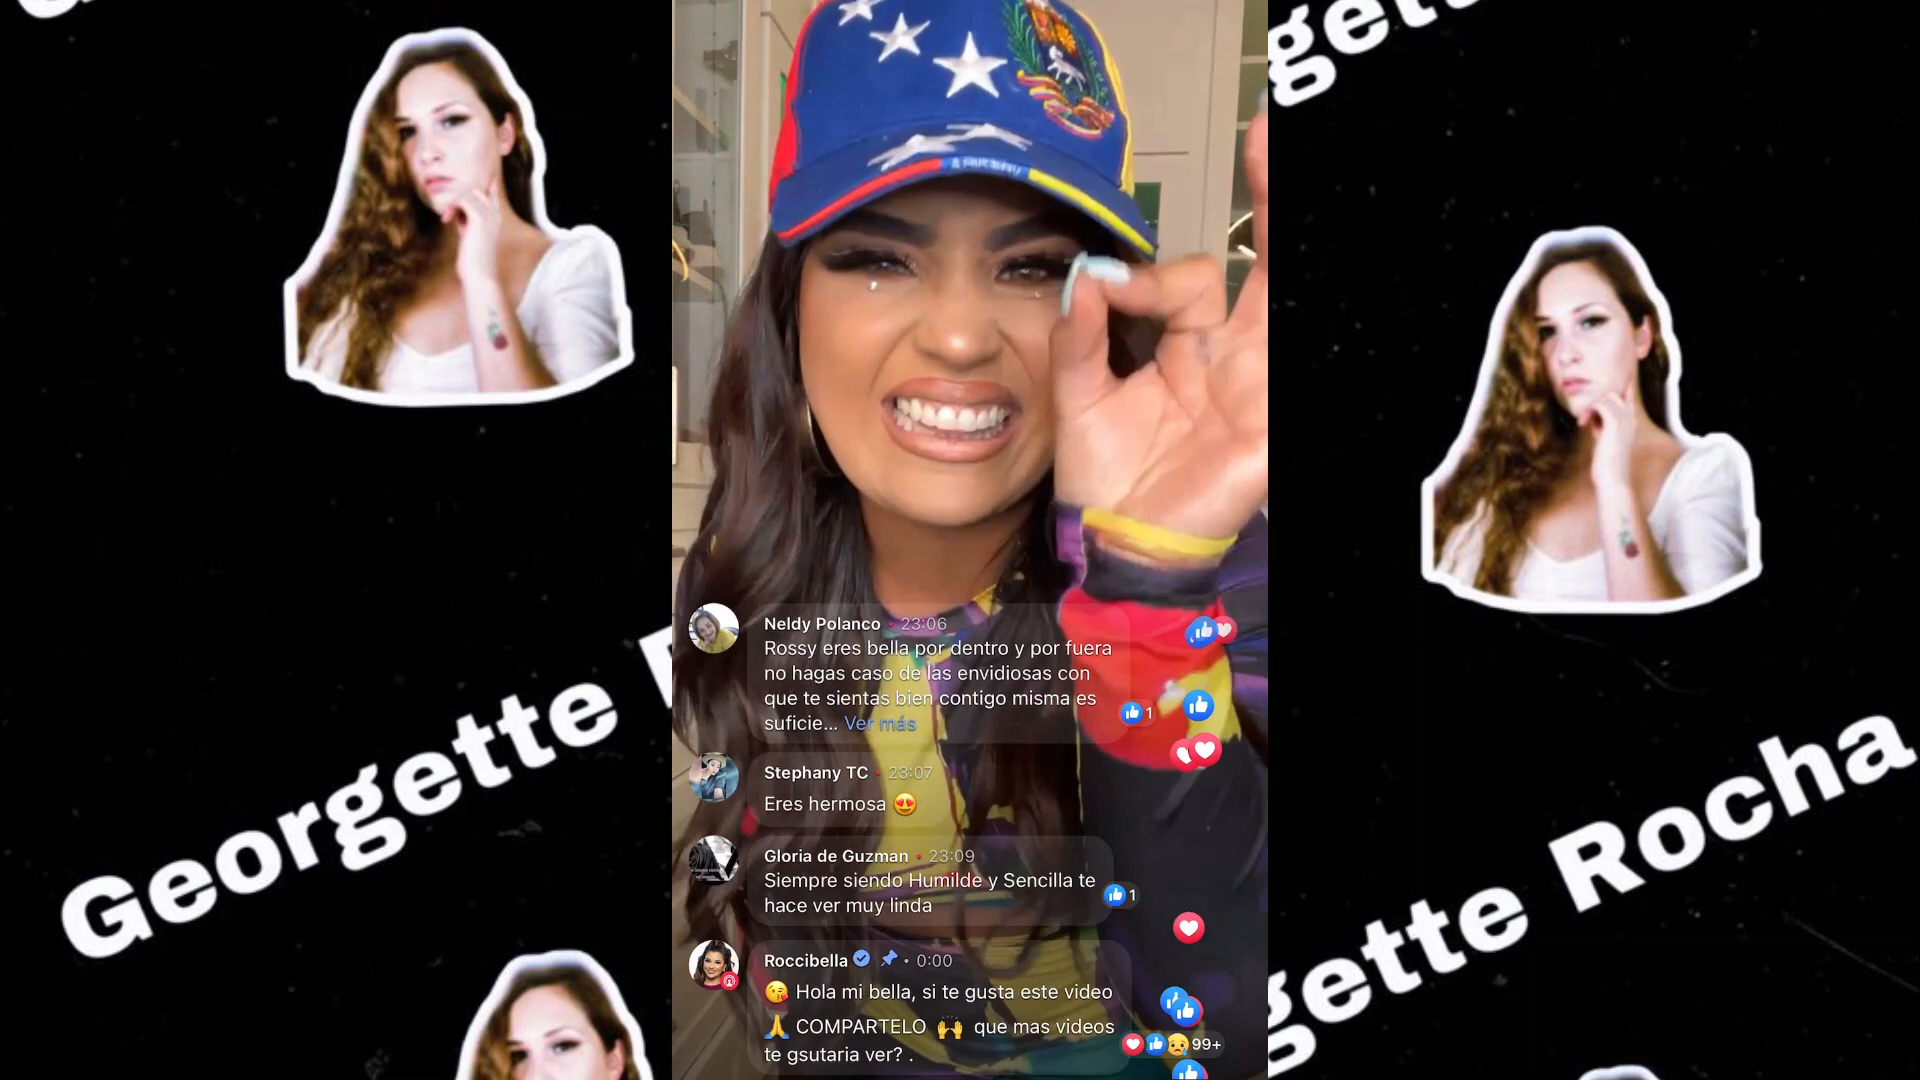 Georgette
Georgette Rocha
gette Rocha
Neldy Polanco • 23:06
Rossy eres bella por dentro y por fuera
no hagas caso de las envidiosas con
que te sientas bien contigo misma es
suficie... Ver más
1
Stephany TC • 23:07
Eres hermosa 😍
Gloria de Guzman • 23:09
Siempre siendo Humilde y Sencilla te
hace ver muy linda
1
Roccibella • 0:00
😘 Hola mi bella, si te gusta este video
🙏 COMPARTELO 🙌 que mas videos
te gsutaria ver? .
99+